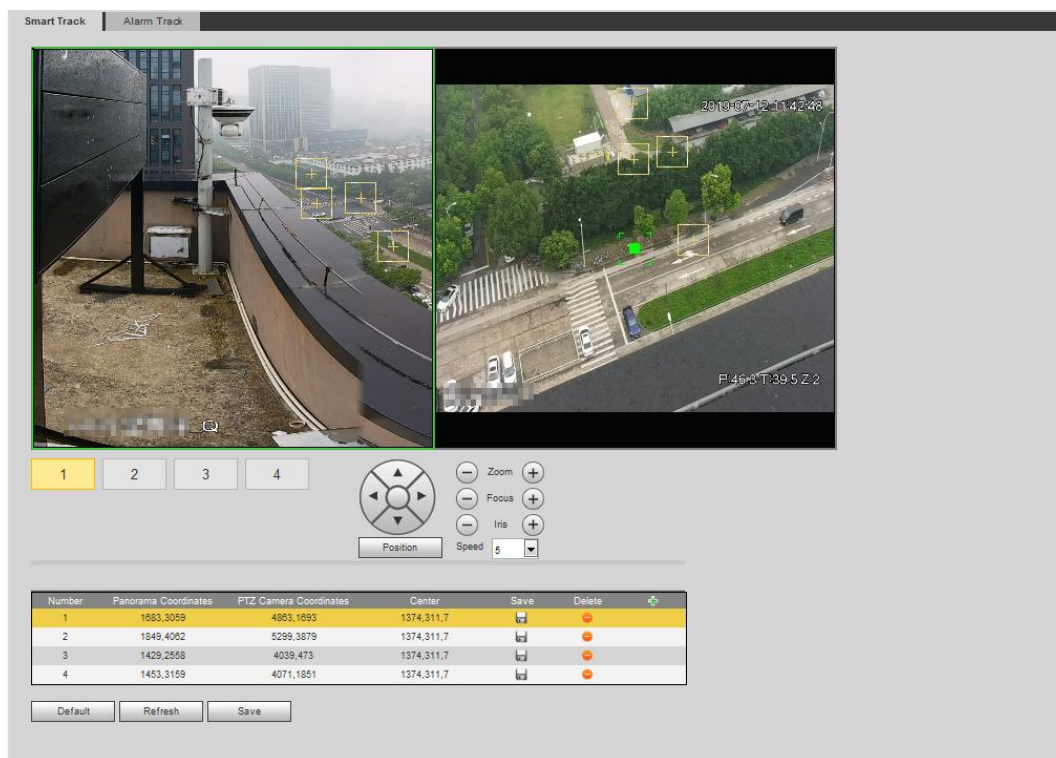 Smart Track Alarm Track
2019-07-12 11:42:48
P:46.8 T:39.5 Z:2
Q
1 2 3 4
Zoom
Focus
Iris
Position Speed 5
Number Panorama Coordinates PTZ Camera Coordinates Center Save Delete
1 1683,3059 4863,1693 1374,311,7
2 1849,4062 5299,3879 1374,311,7
3 1429,2558 4039,473 1374,311,7
4 1453,3159 4071,1851 1374,311,7
Default Refresh Save